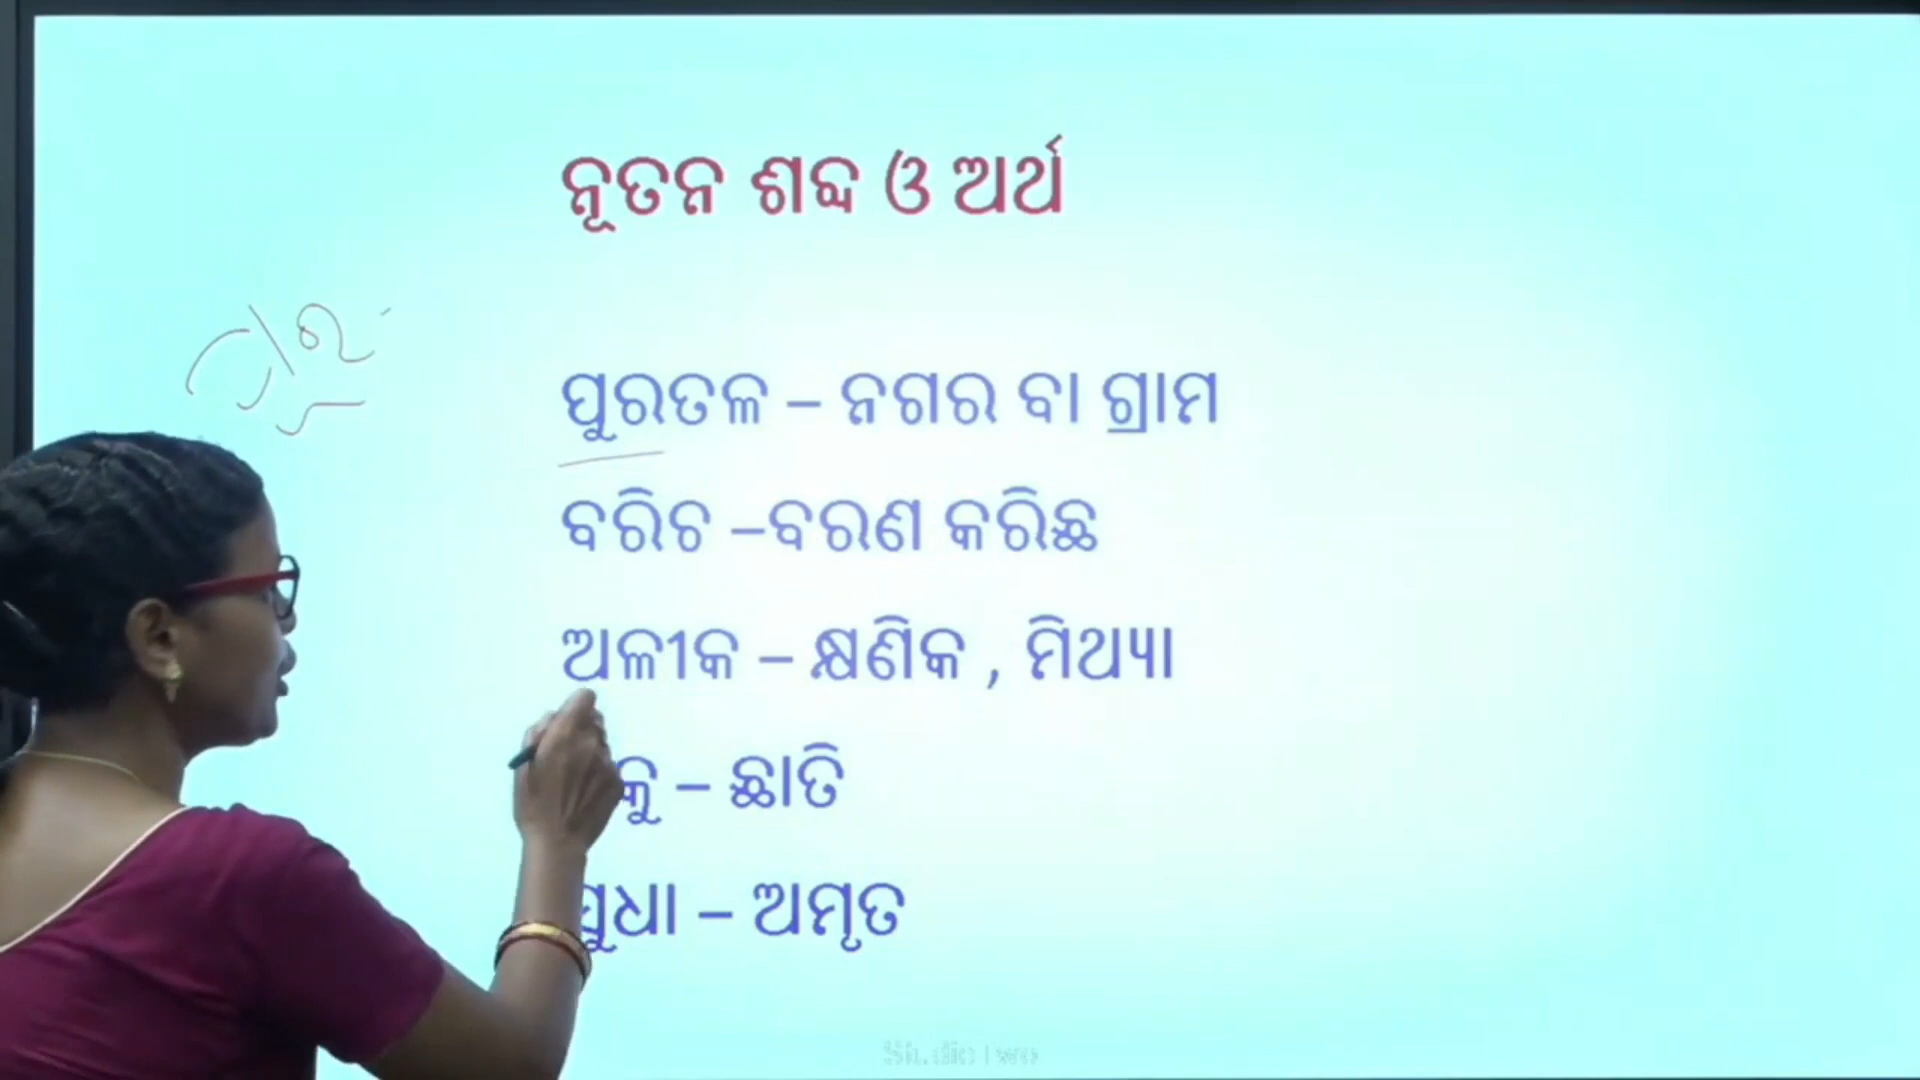 ନୂତନ ଶବ୍ଦ ଓ ଅର୍ଥ
ପୁରତଳ – ନଗର ବା ଗ୍ରାମ
ବରିଚ –ବରଣ କରିଛ
ଅଳୀକ – କ୍ଷଣିକ , ମିଥ୍ୟା
– ଛାତି
ସୁଧା – ଅମୃତ